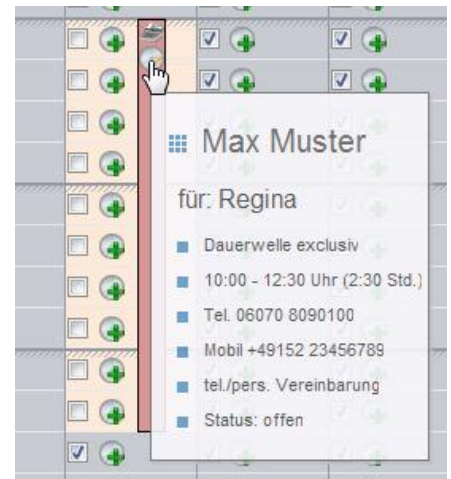 Max Muster
für: Regina
Dauerwelle exclusiv
10:00 - 12:30 Uhr (2:30 Std.)
Tel. 06070 8090100
Mobil +49152 23456789
tel./pers. Vereinbarung
Status: offen